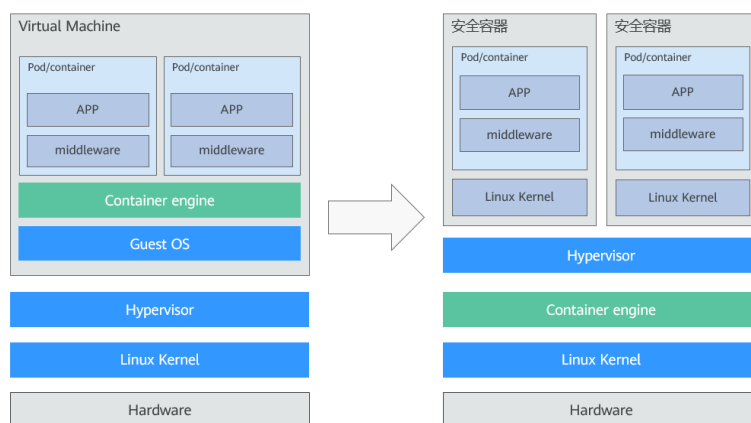 Virtual Machine
Pod/container
APP
middleware
Pod/container
APP
middleware
Container engine
Guest OS
Hypervisor
Linux Kernel
Hardware
安全容器
Pod/container
APP
middleware
Linux Kernel
安全容器
Pod/container
APP
middleware
Linux Kernel
Hypervisor
Container engine
Linux Kernel
Hardware